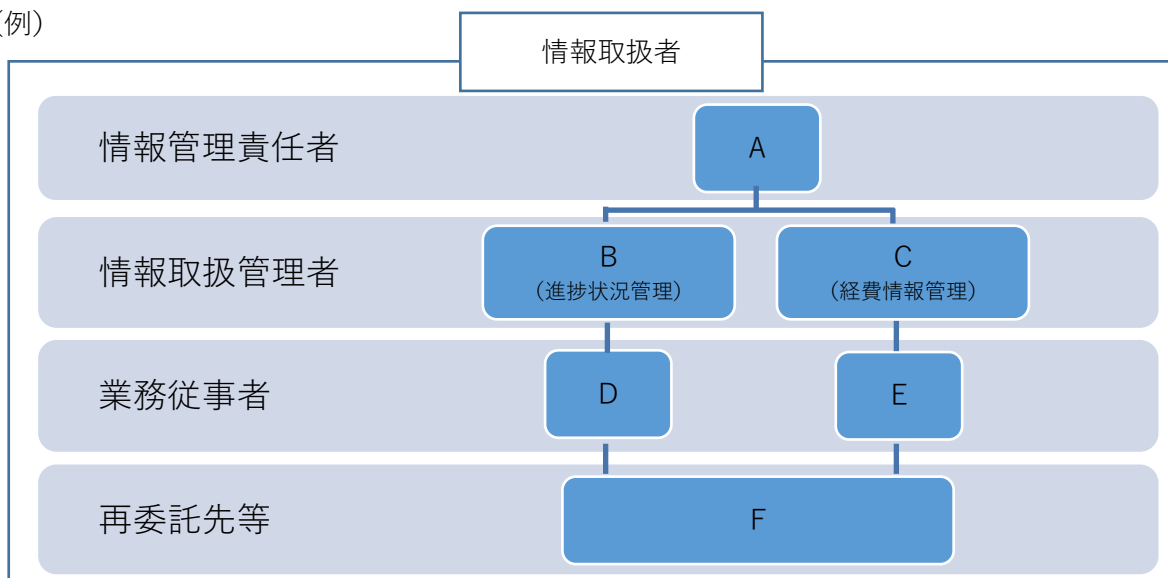 (例)
情報取扱者
情報管理責任者
A
情報取扱管理者
B
(進捗状況管理)
C
(経費情報管理)
業務従事者
D
E
再委託先等
F